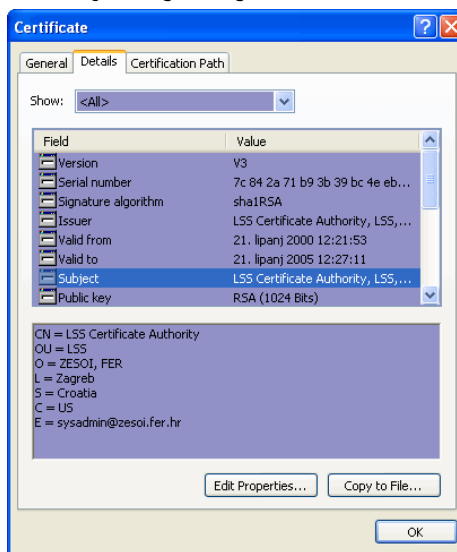 Certificate
General Details Certification Path
Show: <All>
Field Value
Version V3
Serial number 7c 84 2a 71 b9 3b 39 bc 4e eb...
Signature algorithm sha1RSA
Issuer LSS Certificate Authority, LSS,...
Valid from 21. lipanj 2000 12:21:53
Valid to 21. lipanj 2005 12:27:11
Subject LSS Certificate Authority, LSS,...
Public key RSA (1024 Bits)
CN = LSS Certificate Authority
OU = LSS
O = ZESOI, FER
L = Zagreb
S = Croatia
C = US
E = sysadmin@zesoi.fer.hr
Edit Properties... Copy to File...
OK